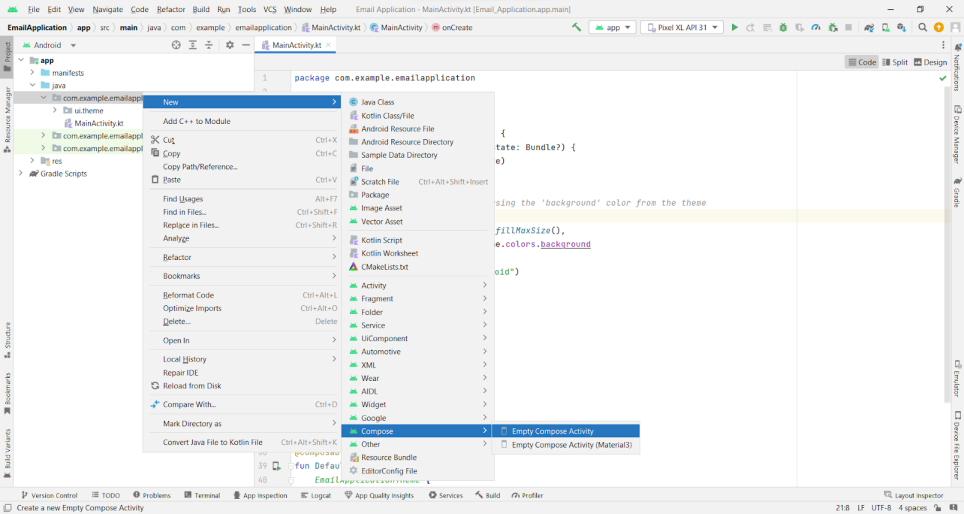 File Edit View Navigate Code Refactor Build Run Tools VCS Window Help Email Application - MainActivity.kt [Email_Application.app.main]
EmailApplication app src main java com example emailapplication MainActivity.kt MainActivity onCreate app Pixel XL API 31
Android MainActivity.kt
Code Split Design
Project
Resource Manager
Structure
Bookmarks
Build Variants
app
manifests
java
com.example.emailappl
ui.theme
MainActivity.kt
com.example.emailappl
com.example.emailappl
res
Gradle Scripts
New
Add C++ to Module
Cut Ctrl+X
Copy Ctrl+C
Copy Path/Reference...
Paste Ctrl+V
Find Usages Alt+F7
Find in Files... Ctrl+Shift+F
Replace in Files... Ctrl+Shift+R
Analyze
Refactor
Bookmarks
Reformat Code Ctrl+Alt+L
Optimize Imports Ctrl+Alt+O
Delete... Delete
Open In
Local History
Repair IDE
Reload from Disk
Compare With... Ctrl+D
Mark Directory as
Convert Java File to Kotlin File Ctrl+Alt+Shift+K
Java Class
Kotlin Class/File
Android Resource File
Android Resource Directory
Sample Data Directory
File
Scratch File Ctrl+Alt+Shift+Insert
Package
Image Asset
Vector Asset
Kotlin Script
Kotlin Worksheet
CMakeLists.txt
Activity
Fragment
Folder
Service
UiComponent
Automotive
XML
Wear
AIDL
Widget
Google
Compose
Other
Resource Bundle
EditorConfig File
Empty Compose Activity
Empty Compose Activity (Material3)
1 package com.example.emailapplication
{
tate: Bundle?) {
e)
sing the 'background' color from the theme
fillMaxSize(),
e.colors.background
oid")
39 fun Defau
40 EmailApplicationTheme {
Notifications
Device Manager
Gradle
Emulator
Device File Explorer
Version Control TODO Problems Terminal App Inspection Logcat App Quality Insights Services Build Profiler Layout Inspector
Create a new Empty Compose Activity 21:8 LF UTF-8 4 spaces